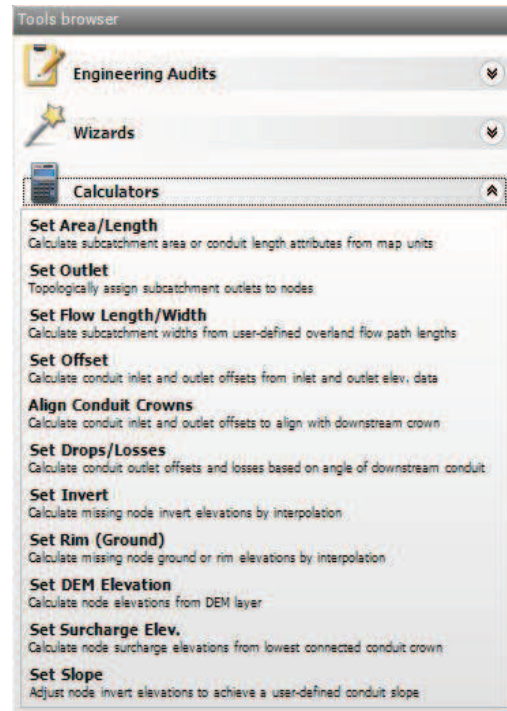 Tools browser
Engineering Audits
Wizards
Calculators
Set Area/Length
Calculate subcatchment area or conduit length attributes from map units
Set Outlet
Topologically assign subcatchment outlets to nodes
Set Flow Length/Width
Calculate subcatchment widths from user-defined overland flow path lengths
Set Offset
Calculate conduit inlet and outlet offsets from inlet and outlet elev. data
Align Conduit Crowns
Calculate conduit inlet and outlet offsets to align with downstream crown
Set Drops/Losses
Calculate conduit outlet offsets and losses based on angle of downstream conduit
Set Invert
Calculate missing node invert elevations by interpolation
Set Rim (Ground)
Calculate missing node ground or rim elevations by interpolation
Set DEM Elevation
Calculate node elevations from DEM layer
Set Surcharge Elev.
Calculate node surcharge elevations from lowest connected conduit crown
Set Slope
Adjust node invert elevations to achieve a user-defined conduit slope